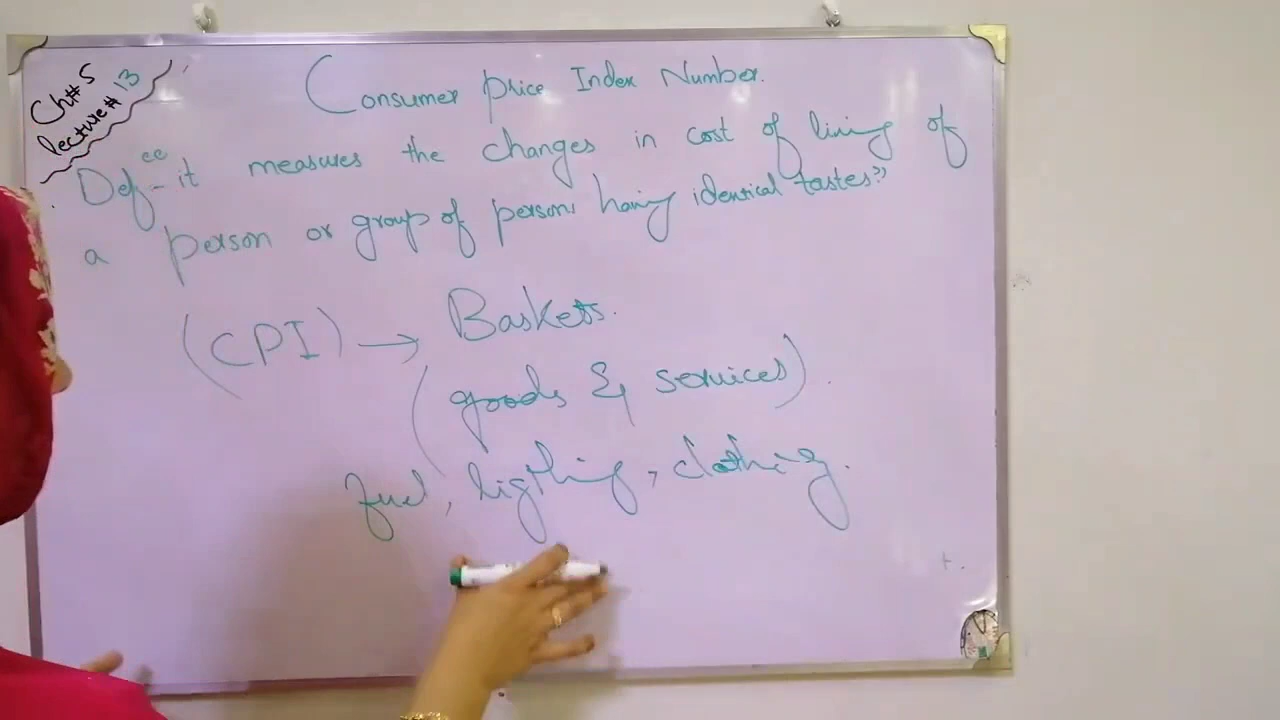 Ch#5
lecture# 13
Consumer price Index Number.
Def:- "it measures the changes in cost of living of
a person or group of persons having identical tastes"
(CPI) → Baskets.
(goods & services).
fuel, ligthing, clothing.